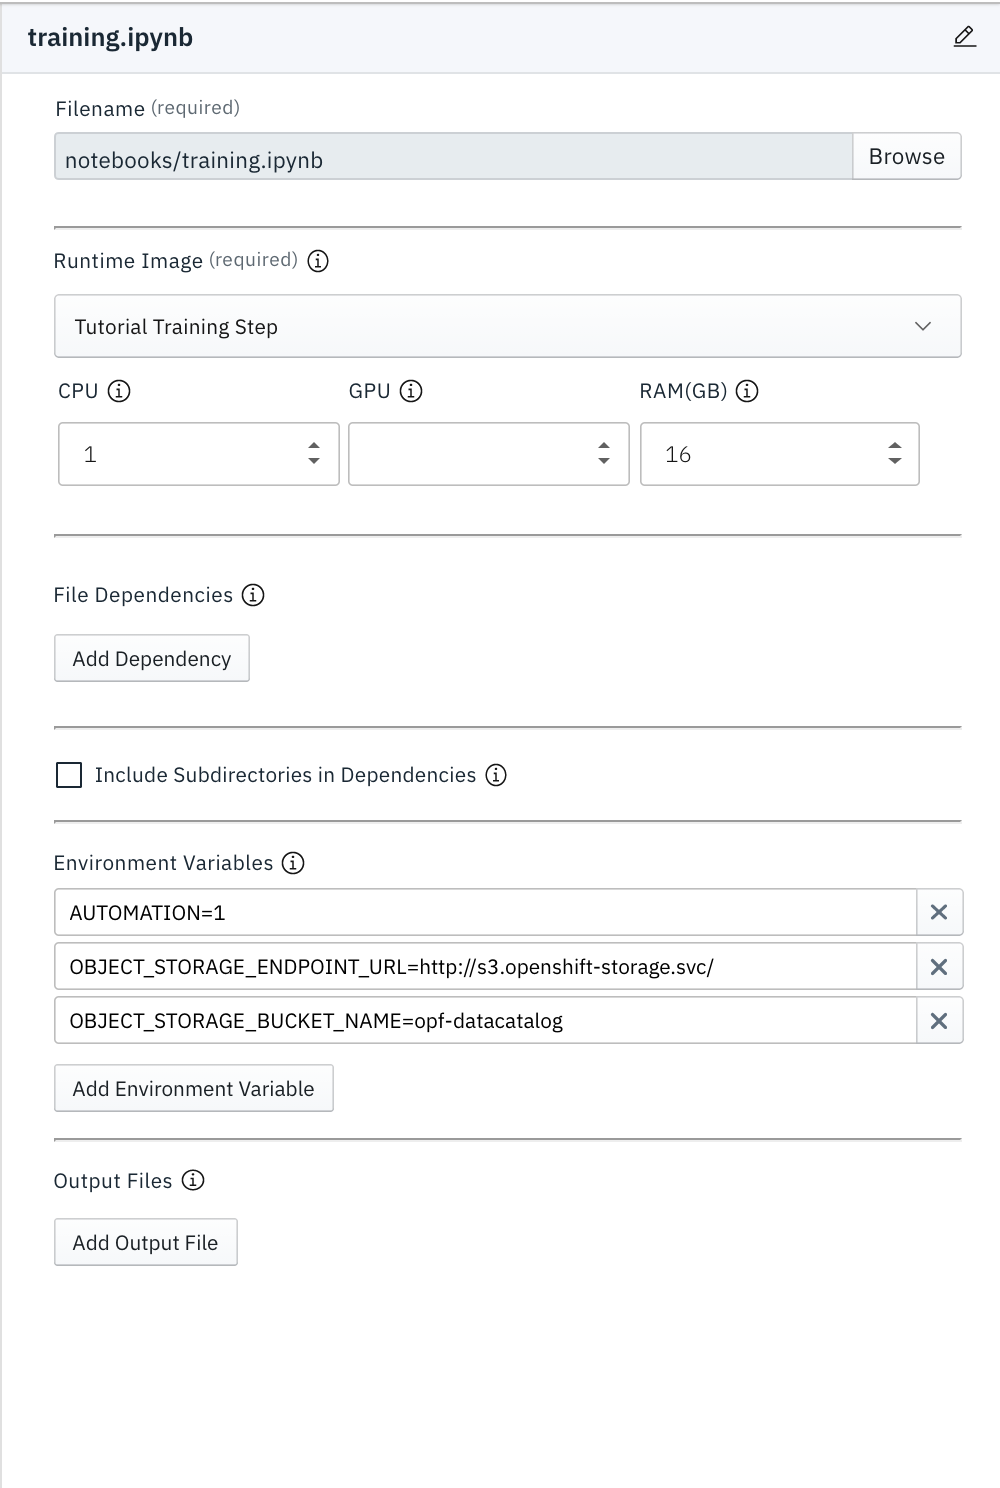 training.ipynb
Filename (required)
notebooks/training.ipynb
Browse
Runtime Image (required)
Tutorial Training Step
CPU GPU RAM(GB)
1 16
File Dependencies
Add Dependency
Include Subdirectories in Dependencies
Environment Variables
AUTOMATION=1
OBJECT_STORAGE_ENDPOINT_URL=http://s3.openshift-storage.svc/
OBJECT_STORAGE_BUCKET_NAME=opf-datacatalog
Add Environment Variable
Output Files
Add Output File